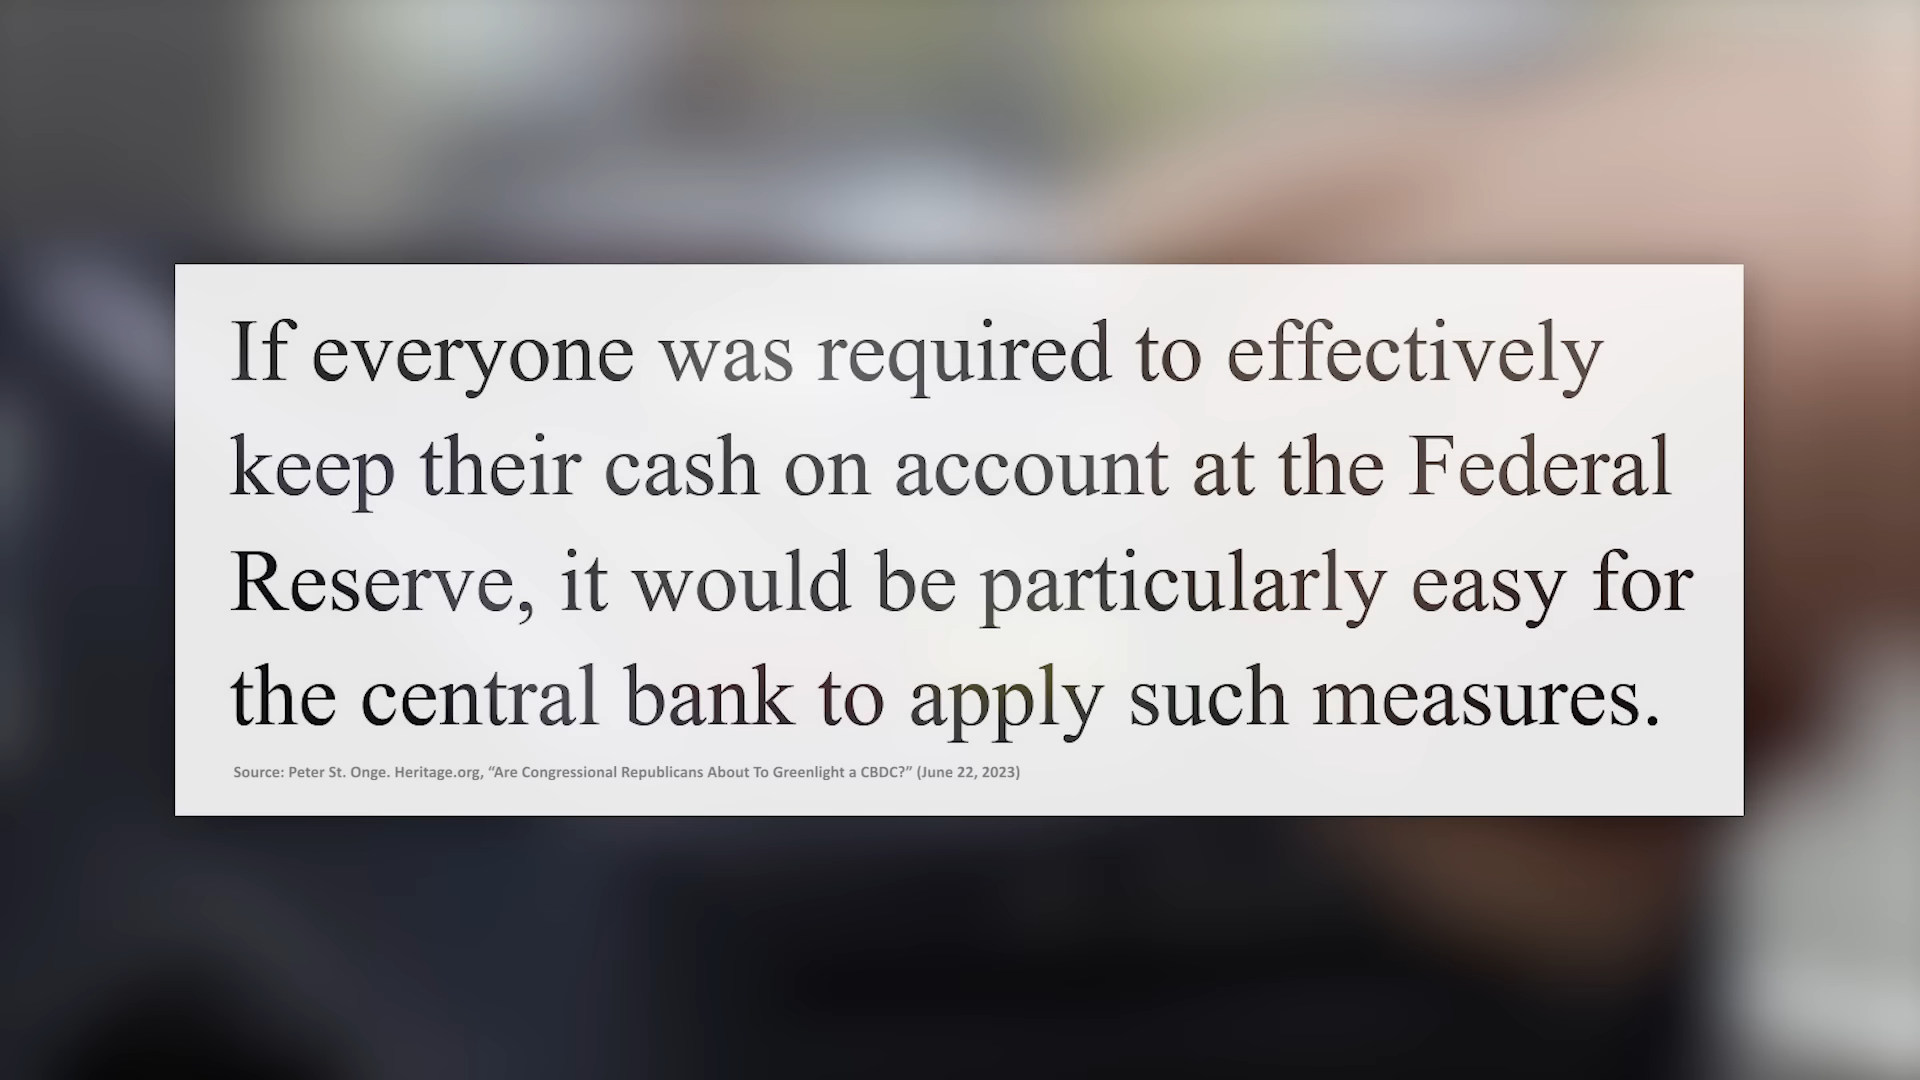 If everyone was required to effectively
keep their cash on account at the Federal
Reserve, it would be particularly easy for
the central bank to apply such measures.
Source: Peter St. Onge. Heritage.org, “Are Congressional Republicans About To Greenlight a CBDC?” (June 22, 2023)